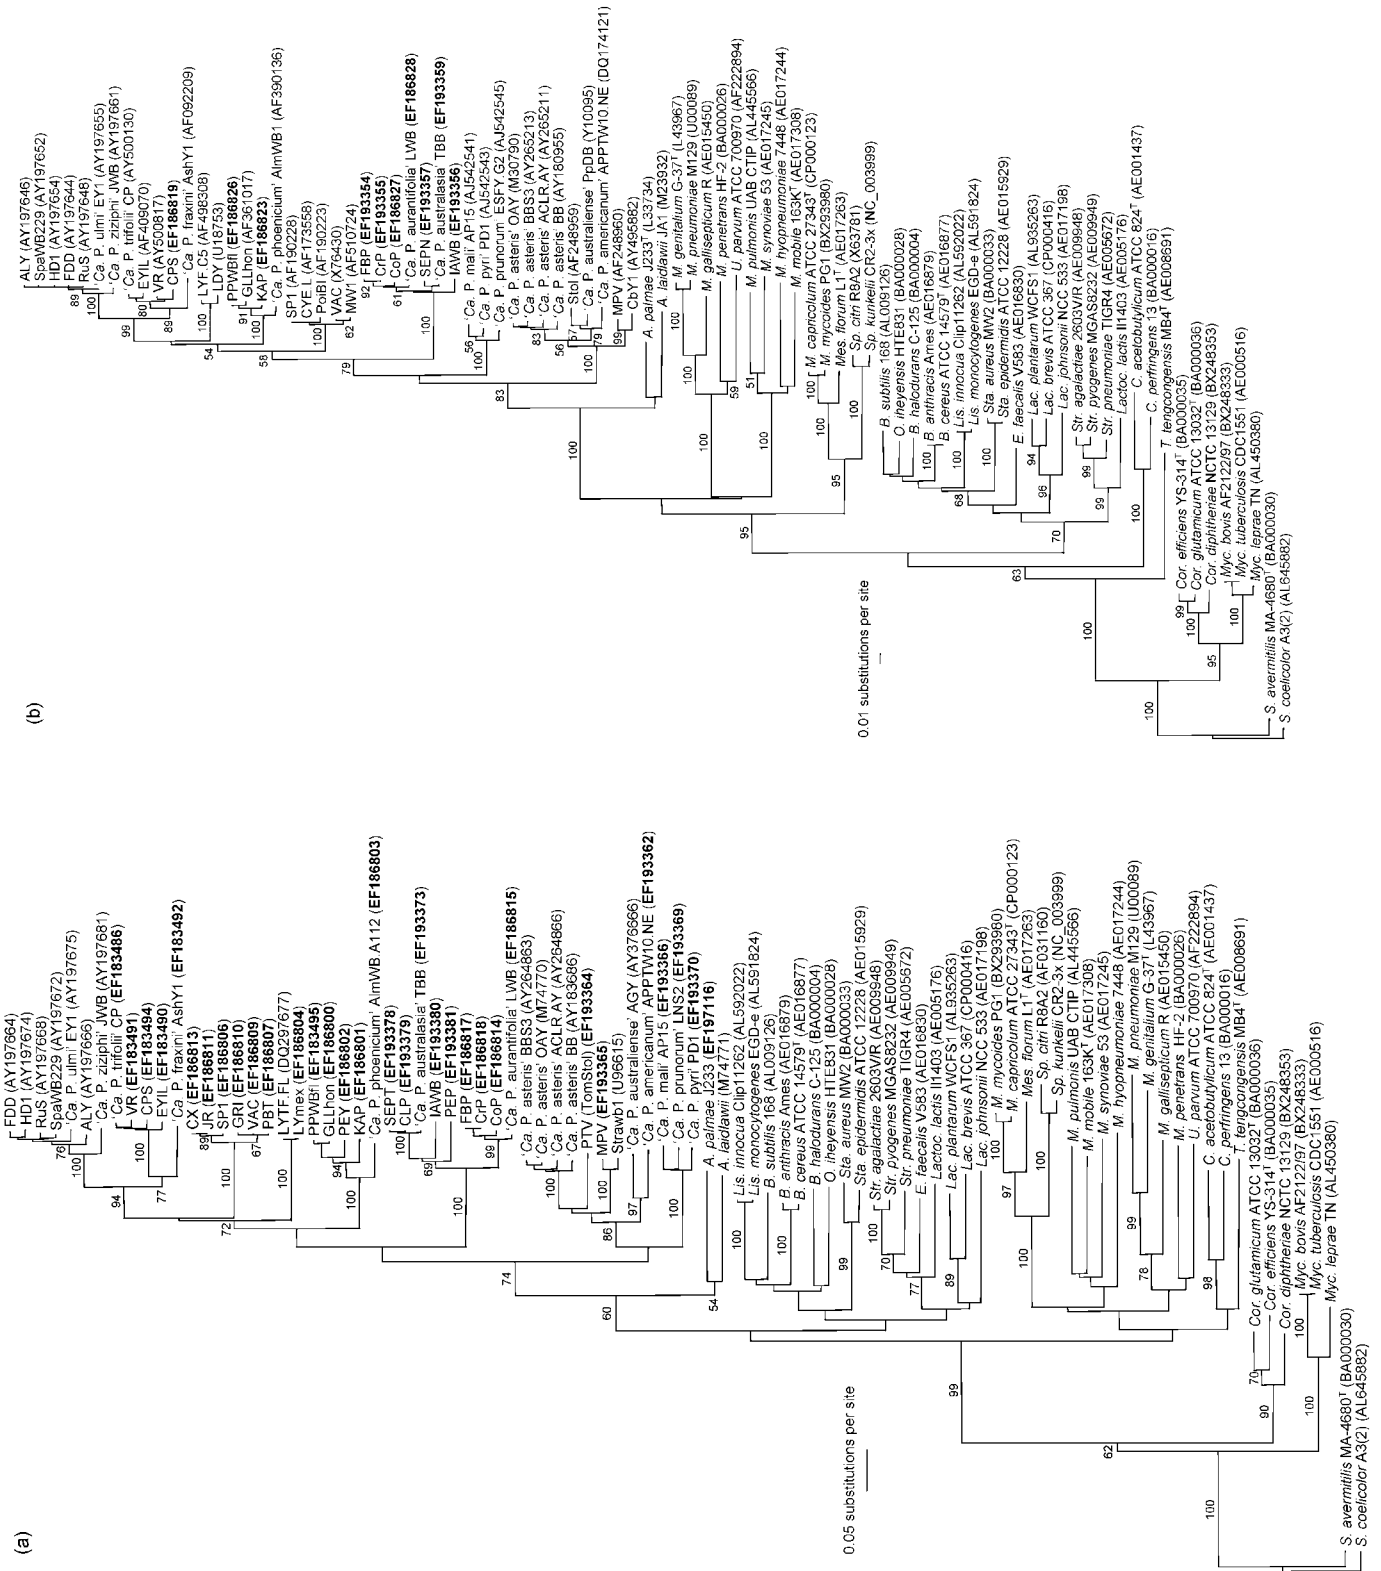 (a)
FDD (AY197664)
HD1 (AY197674)
RuS (AY197668)
SpaWB229 (AY197672)
'Ca. P. ulmi' EY1 (AY197675)
ALY (AY197666)
'Ca. P. ziziphi' JWB (AY197681)
'Ca. P. trifolii' CP (EF183486)
VR (EF183491)
CPS (EF183494)
EYIL (EF183490)
'Ca. P. fraxini' AshY1 (EF183492)
CX (EF186813)
JR (EF186811)
SP1 (EF186806)
GRI (EF186810)
VAC (EF186809)
PBT (EF186807)
LYTF.FL (DQ297677)
LYmex (EF186804)
PPWBfl (EF183495)
GLLhon (EF186800)
PEY (EF186802)
KAP (EF186801)
'Ca. P. phoenicium' AlmWB.A112 (EF186803)
SEPT (EF193378)
CLP (EF193379)
'Ca. P. australasia' TBB (EF193373)
IAWB (EF193380)
PEP (EF193381)
FBP (EF186817)
CrP (EF186818)
CoP (EF186814)
'Ca. P. aurantifolia' LWB (EF186815)
'Ca. P. asteris' BBS3 (AY264863)
'Ca. P. asteris' OAY (M74770)
'Ca. P. asteris' ACLR.AY (AY264866)
'Ca. P. asteris' BB (AY183686)
PTV (TomStol) (EF193364)
MPV (EF193365)
Strawb1 (U96615)
'Ca. P. australiense' AGY (AY376666)
'Ca. P. americanum' APPTW10.NE (EF193362)
'Ca. P. mali' AP15 (EF193366)
'Ca. P. prunorum' LNS2 (EF193369)
'Ca. P. pyri' PD1 (EF193370)
A. palmae J233 (EF197116)
A. laidlawii (M74771)
Lis. innocua Clip11262 (AL592022)
Lis. monocytogenes EGD-e (AL591824)
B. subtilis 168 (AL009126)
B. anthracis Ames (AE016879)
B. cereus ATCC 14579T (AE016877)
B. halodurans C-125 (BA000004)
O. iheyensis HTE831 (BA000028)
Sta. aureus MW2 (BA000033)
Sta. epidermidis ATCC 12228 (AE015929)
Str. agalactiae 2603V/R (AE009948)
Str. pyogenes MGAS8232 (AE009949)
Str. pneumoniae TIGR4 (AE005672)
E. faecalis V583 (AE016830)
Lactoc. lactis Il1403 (AE005176)
Lac. plantarum WCFS1 (AL935263)
Lac. brevis ATCC 367 (CP000416)
Lac. johnsonii NCC 533 (AE017198)
M. mycoides PG1 (BX293980)
M. capricolum ATCC 27343T (CP000123)
Mes. florum L1T (AE017263)
Sp. citri R8A2 (AF031160)
Sp. kunkelii CR2-3x (NC_003999)
M. pulmonis UAB CTIP (AL445566)
M. mobile 163KT (AE017308)
M. synoviae 53 (AE017245)
M. hyopneumoniae 7448 (AE017244)
M. pneumoniae M129 (U00089)
M. genitalium G-37T (L43967)
M. gallisepticum R (AE015450)
M. penetrans HF-2 (BA000026)
U. parvum ATCC 700970 (AF222894)
C. acetobutylicum ATCC 824T (AE001437)
C. perfringens 13 (BA000016)
T. tengcongensis MB4T (AE008691)
Cor. glutamicum ATCC 13032T (BA000036)
Cor. efficiens YS-314T (BA000035)
Cor. diphtheriae NCTC 13129 (BX248353)
Myc. bovis AF2122/97 (BX248333)
Myc. tuberculosis CDC1551 (AE000516)
Myc. leprae TN (AL450380)
S. avermitilis MA-4680T (BA000030)
S. coelicolor A3(2) (AL645882)
0.05 substitutions per site
(b)
ALY (AY197646)
SpaWB229 (AY197652)
HD1 (AY197654)
FDD (AY197644)
RuS (AY197648)
'Ca. P. ulmi' EY1 (AY197655)
'Ca. P. ziziphi' JWB (AY197661)
'Ca. P. trifolii' CP (AY500130)
EYIL (AF409070)
VR (AY500817)
CPS (EF186819)
'Ca. P. fraxini' AshY1 (AF092209)
LYF.C5 (AF498308)
LDY (U18753)
PPWBfl (EF186826)
GLLhon (AF361017)
KAP (EF186823)
'Ca. P. phoenicium' AlmWB1 (AF390136)
SP1 (AF190228)
CYE.L (AF173558)
PoiBI (AF190223)
VAC (X76430)
MW1 (AF510724)
FBP (EF193354)
CrP (EF193355)
CoP (EF186827)
'Ca. P. aurantifolia' LWB (EF186828)
SEPN (EF193357)
'Ca. P. australasia' TBB (EF193359)
IAWB (EF193356)
'Ca. P. mali' AP15 (AJ542541)
'Ca. P. pyri' PD1 (AJ542543)
'Ca. P. prunorum' ESFY.G2 (AJ542545)
'Ca. P. asteris' OAY (M30790)
'Ca. P. asteris' BBS3 (AY265213)
'Ca. P. asteris' ACLR.AY (AY265211)
'Ca. P. asteris' BB (AY180955)
Stol (AF248959)
'Ca. P. australiense' PpDB (Y10095)
'Ca. P. americanum' APPTW10.NE (DQ174121)
MPV (AF248960)
CbY1 (AY495882)
A. palmae J233T (L33734)
A. laidlawii JA1 (M23932)
M. genitalium G-37T (L43967)
M. pneumoniae M129 (U00089)
M. gallisepticum R (AE015450)
M. penetrans HF-2 (BA000026)
U. parvum ATCC 700970 (AF222894)
M. pulmonis UAB CTIP (AL445566)
M. synoviae 53 (AE017245)
M. hyopneumoniae 7448 (AE017244)
M. mobile 163KT (AE017308)
M. capricolum ATCC 27343T (CP000123)
M. mycoides PG1 (BX293980)
Mes. florum L1T (AE017263)
Sp. citri R8A2 (X63781)
Sp. kunkelii CR2-3x (NC_003999)
B. subtilis 168 (AL009126)
O. iheyensis HTE831 (BA000028)
B. halodurans C-125 (BA000004)
B. anthracis Ames (AE016879)
B. cereus ATCC 14579T (AE016877)
Lis. innocua Clip11262 (AL592022)
Lis. monocytogenes EGD-e (AL591824)
Sta. aureus MW2 (BA000033)
Sta. epidermidis ATCC 12228 (AE015929)
E. faecalis V583 (AE016830)
Lac. plantarum WCFS1 (AL935263)
Lac. brevis ATCC 367 (CP000416)
Lac. johnsonii NCC 533 (AE017198)
Str. agalactiae 2603V/R (AE009948)
Str. pyogenes MGAS8232 (AE009949)
Str. pneumoniae TIGR4 (AE005672)
Lactoc. lactis Il1403 (AE005176)
C. acetobutylicum ATCC 824T (AE001437)
C. perfringens 13 (BA000016)
T. tengcongensis MB4T (AE008691)
Cor. efficiens YS-314T (BA000035)
Cor. glutamicum ATCC 13032T (BA000036)
Cor. diphtheriae NCTC 13129 (BX248353)
Myc. bovis AF2122/97 (BX248333)
Myc. tuberculosis CDC1551 (AE000516)
Myc. leprae TN (AL450380)
S. avermitilis MA-4680T (BA000030)
S. coelicolor A3(2) (AL645882)
0.01 substitutions per site